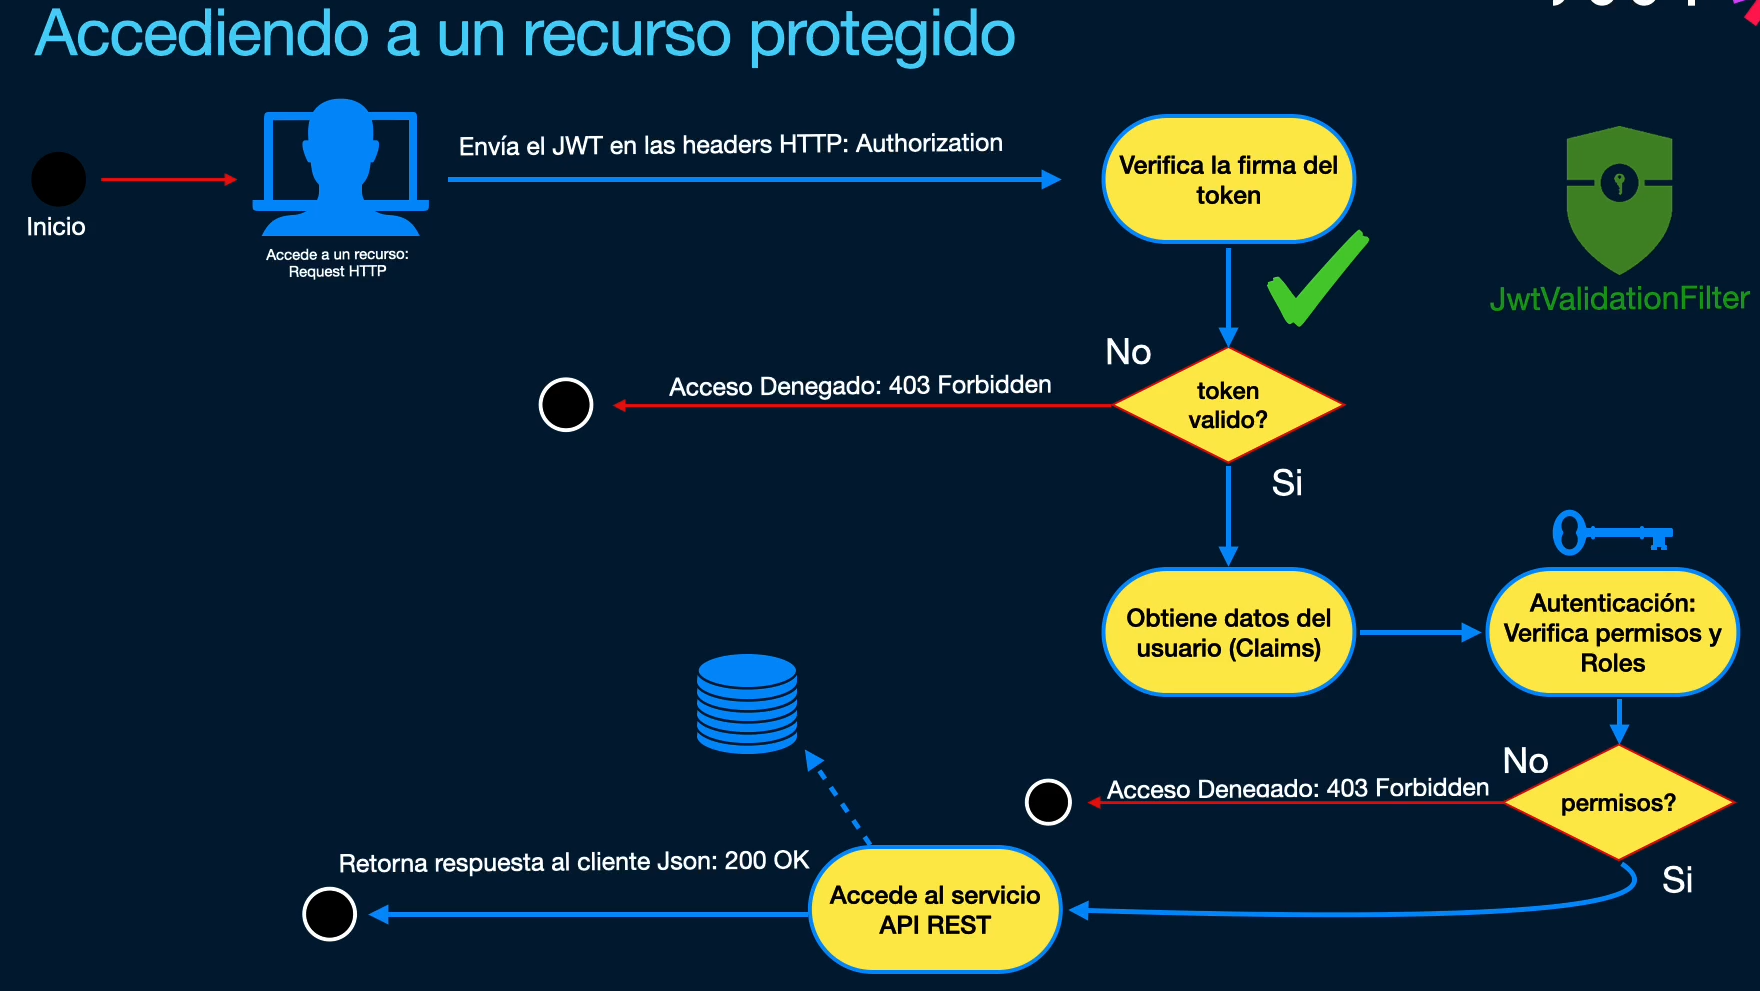 Accediendo a un recurso protegido
Envía el JWT en las headers HTTP: Authorization
Inicio
Accede a un recurso:
Request HTTP
Verifica la firma del
token
JwtValidationFilter
No
Acceso Denegado: 403 Forbidden
token
valido?
Si
Obtiene datos del
usuario (Claims)
Autenticación:
Verifica permisos y
Roles
No
Acceso Denegado: 403 Forbidden
permisos?
Si
Retorna respuesta al cliente Json: 200 OK
Accede al servicio
API REST